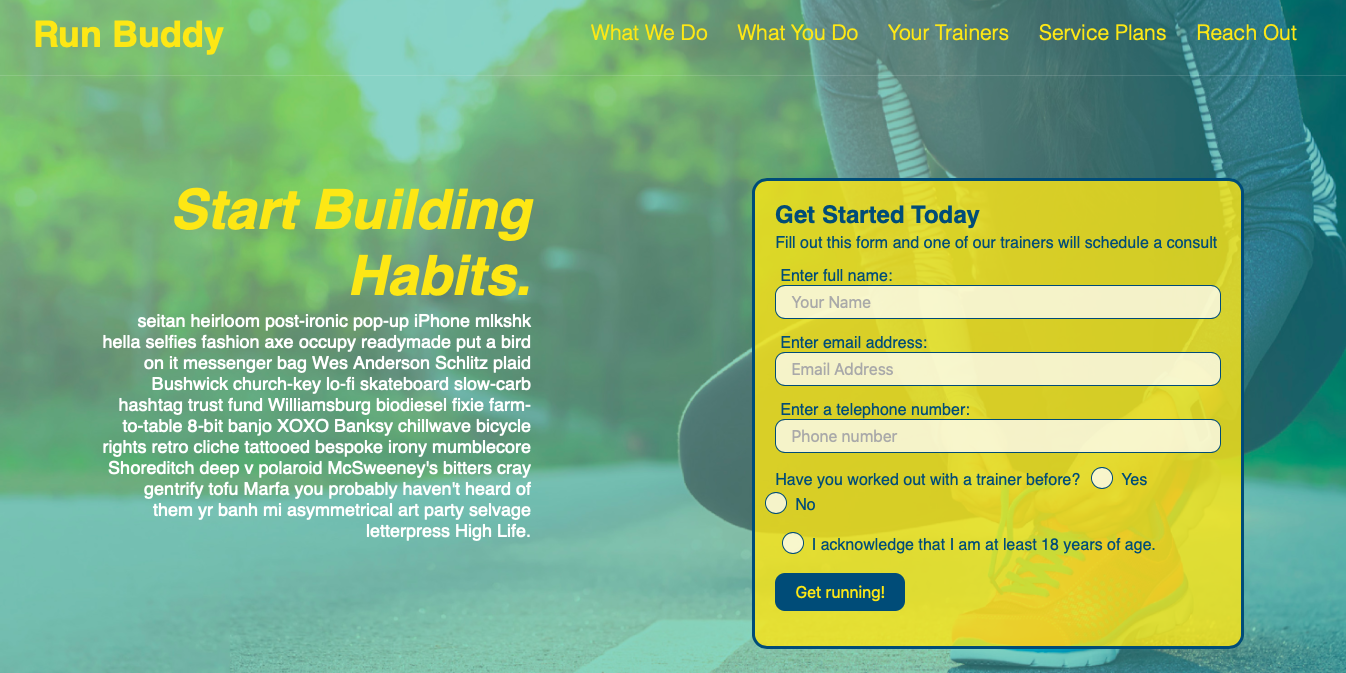 Run Buddy
What We Do
What You Do
Your Trainers
Service Plans
Reach Out
Start Building
Habits.
seitan heirloom post-ironic pop-up iPhone mlkshk
hella selfies fashion axe occupy readymade put a bird
on it messenger bag Wes Anderson Schlitz plaid
Bushwick church-key lo-fi skateboard slow-carb
hashtag trust fund Williamsburg biodiesel fixie farm-
to-table 8-bit banjo XOXO Banksy chillwave bicycle
rights retro cliche tattooed bespoke irony mumblecore
Shoreditch deep v polaroid McSweeney's bitters cray
gentrify tofu Marfa you probably haven't heard of
them yr banh mi asymmetrical art party selvage
letterpress High Life.
Get Started Today
Fill out this form and one of our trainers will schedule a consult
Enter full name:
Your Name
Enter email address:
Email Address
Enter a telephone number:
Phone number
Have you worked out with a trainer before? Yes
No
I acknowledge that I am at least 18 years of age.
Get running!